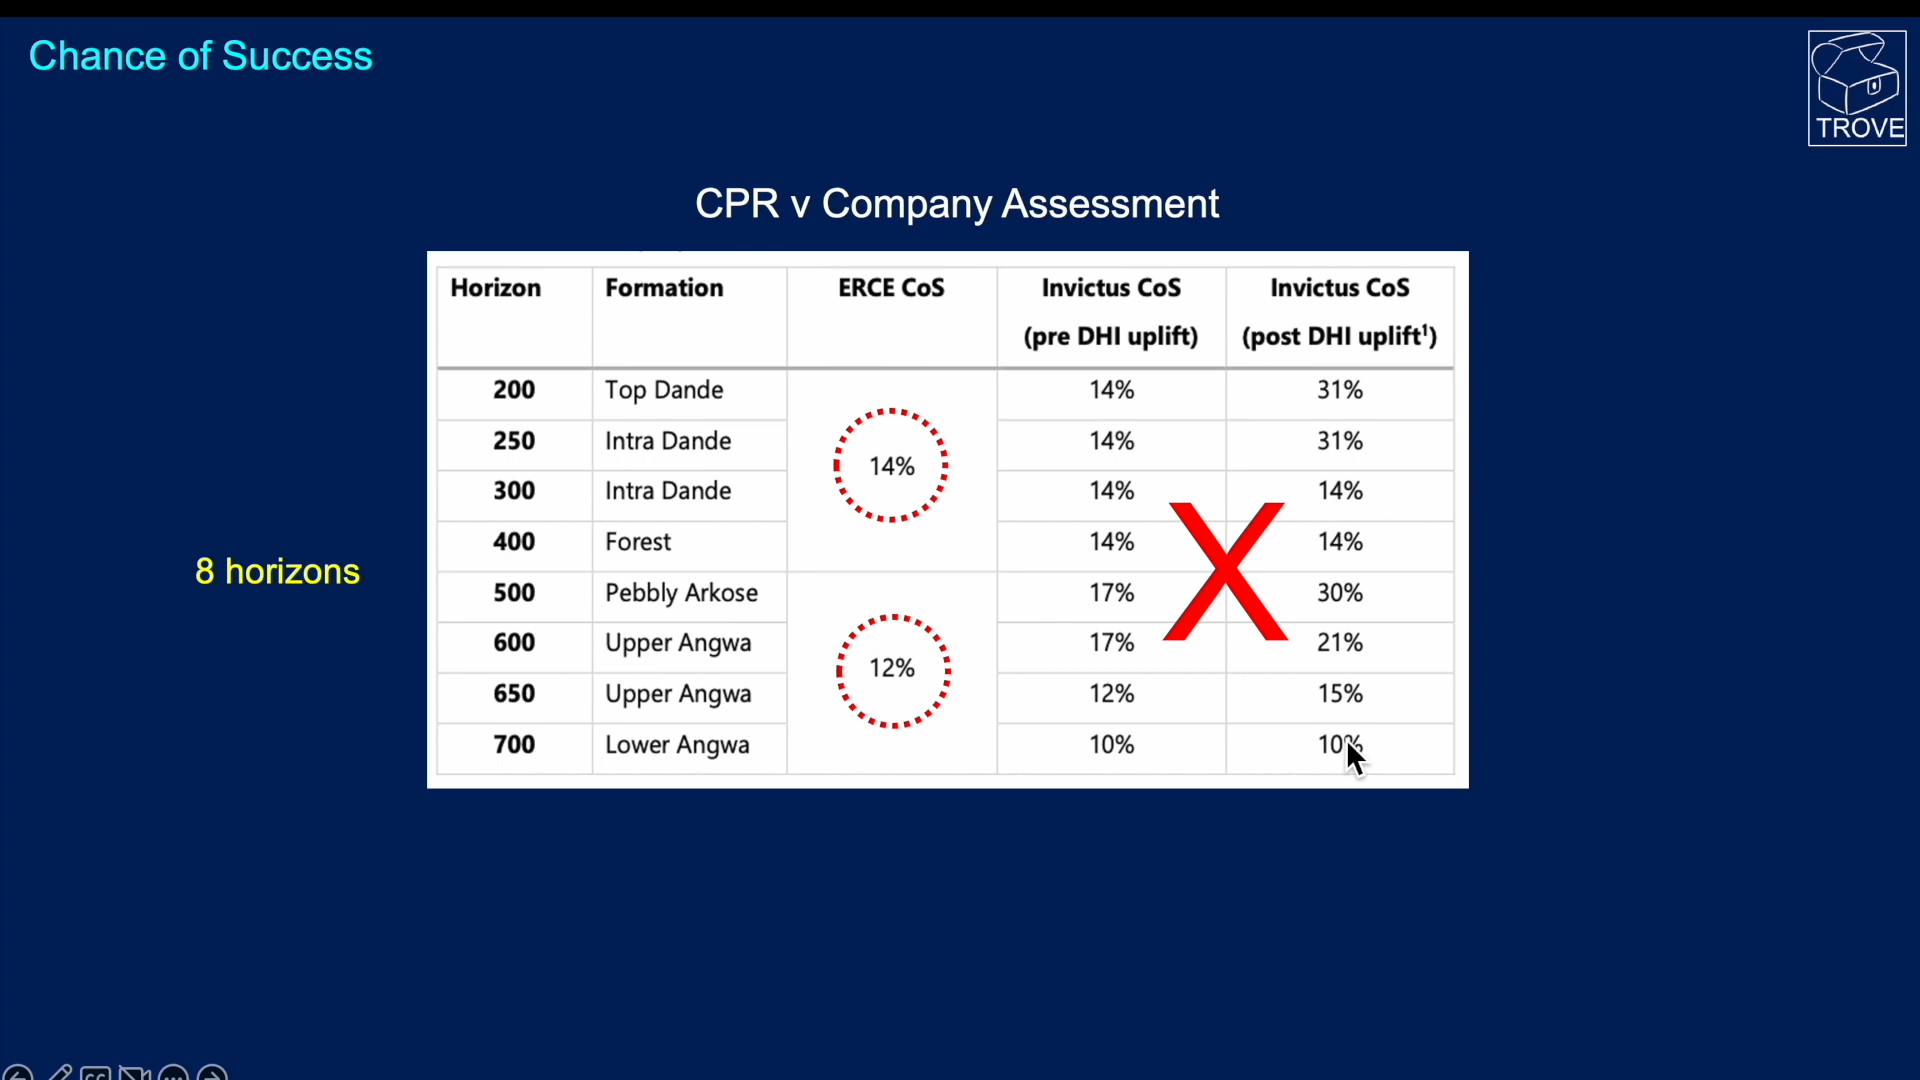 Chance of Success
TROVE
CPR v Company Assessment
Horizon Formation ERCE CoS Invictus CoS Invictus CoS
(pre DHI uplift) (post DHI uplift¹)
200 Top Dande 14% 31%
250 Intra Dande 14% 31%
14%
300 Intra Dande 14% 14%
400 Forest 14% 14%
8 horizons
500 Pebbly Arkose 17% 30%
600 Upper Angwa 17% 21%
12%
650 Upper Angwa 12% 15%
700 Lower Angwa 10% 10%
X
CC